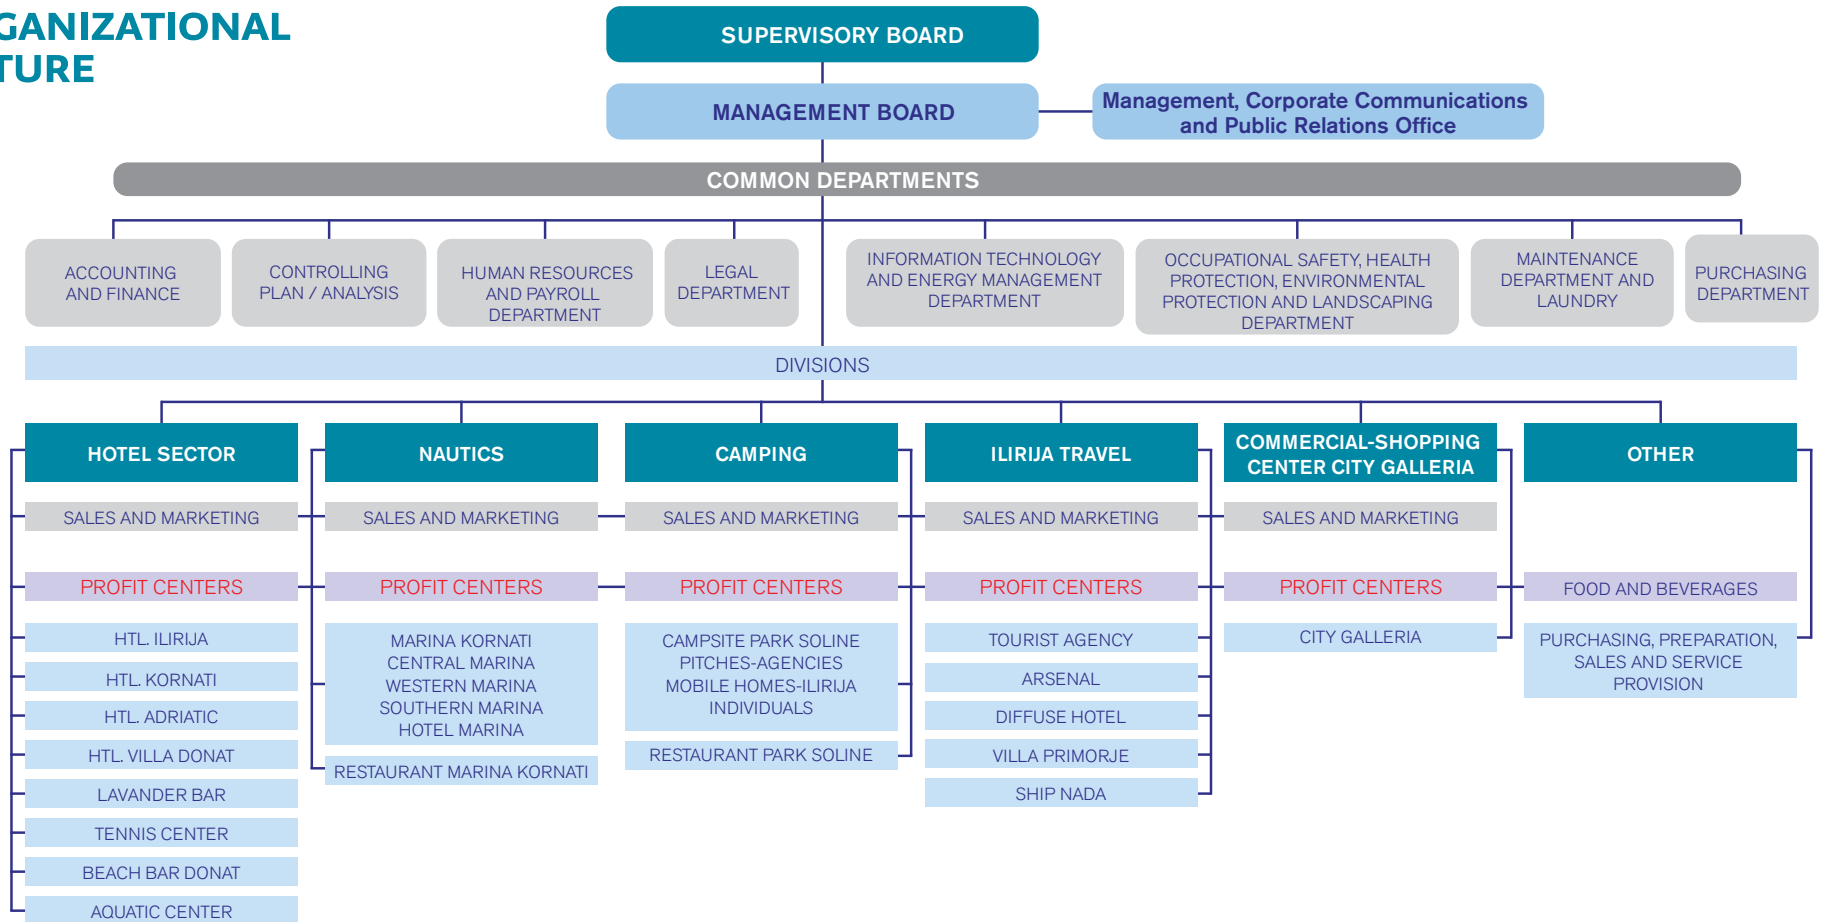 GANIZATIONAL
TURE
SUPERVISORY BOARD
MANAGEMENT BOARD
Management, Corporate Communications
and Public Relations Office
COMMON DEPARTMENTS
ACCOUNTING
AND FINANCE
CONTROLLING
PLAN / ANALYSIS
HUMAN RESOURCES
AND PAYROLL
DEPARTMENT
LEGAL
DEPARTMENT
INFORMATION TECHNOLOGY
AND ENERGY MANAGEMENT
DEPARTMENT
OCCUPATIONAL SAFETY, HEALTH
PROTECTION, ENVIRONMENTAL
PROTECTION AND LANDSCAPING
DEPARTMENT
MAINTENANCE
DEPARTMENT AND
LAUNDRY
PURCHASING
DEPARTMENT
DIVISIONS
HOTEL SECTOR
SALES AND MARKETING
PROFIT CENTERS
HTL. ILIRIJA
HTL. KORNATI
HTL. ADRIATIC
HTL. VILLA DONAT
LAVANDER BAR
TENNIS CENTER
BEACH BAR DONAT
AQUATIC CENTER
NAUTICS
SALES AND MARKETING
PROFIT CENTERS
MARINA KORNATI
CENTRAL MARINA
WESTERN MARINA
SOUTHERN MARINA
HOTEL MARINA
RESTAURANT MARINA KORNATI
CAMPING
SALES AND MARKETING
PROFIT CENTERS
CAMPSITE PARK SOLINE
PITCHES-AGENCIES
MOBILE HOMES-ILIRIJA
INDIVIDUALS
RESTAURANT PARK SOLINE
ILIRIJA TRAVEL
SALES AND MARKETING
PROFIT CENTERS
TOURIST AGENCY
ARSENAL
DIFFUSE HOTEL
VILLA PRIMORJE
SHIP NADA
COMMERCIAL-SHOPPING
CENTER CITY GALLERIA
SALES AND MARKETING
PROFIT CENTERS
CITY GALLERIA
OTHER
FOOD AND BEVERAGES
PURCHASING, PREPARATION,
SALES AND SERVICE
PROVISION